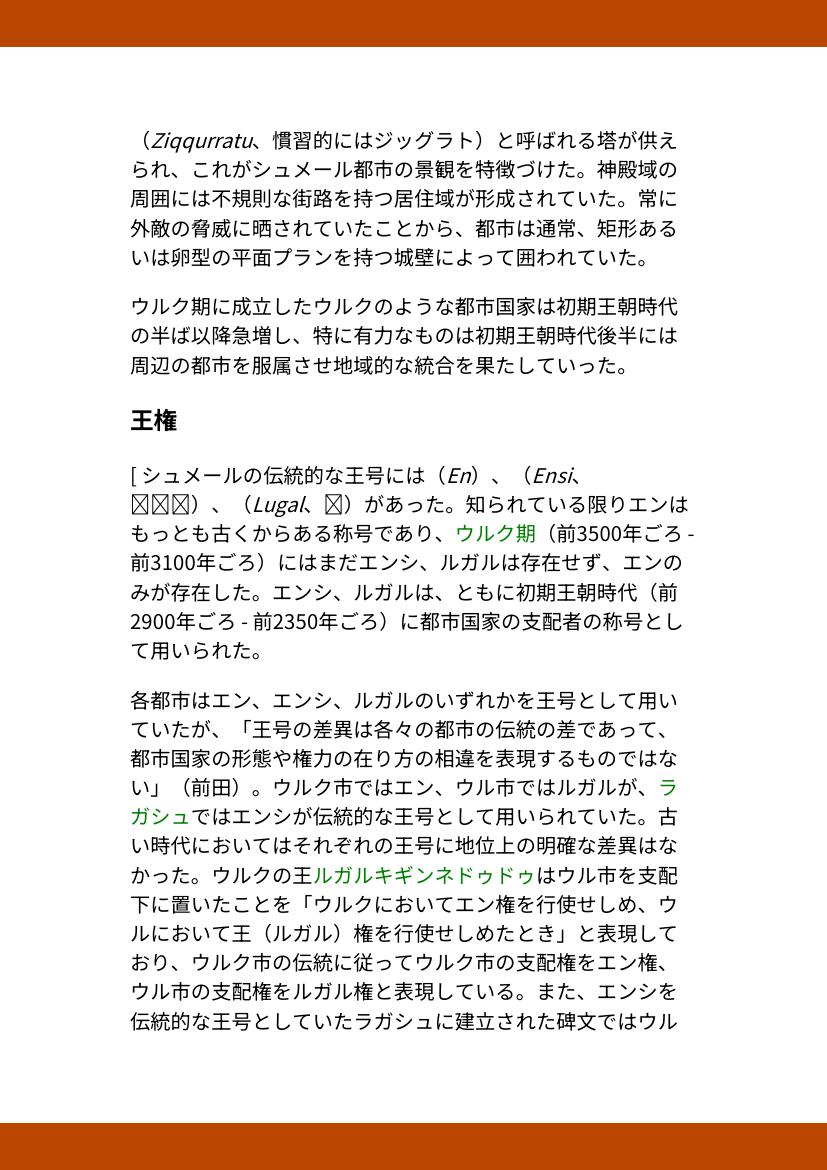 （Ziqqurratu、慣習的にはジッグラト）と呼ばれる塔が供え
られ、これがシュメール都市の景観を特徴づけた。神殿域の
周囲には不規則な街路を持つ居住域が形成されていた。常に
外敵の脅威に晒されていたことから、都市は通常、矩形ある
いは卵型の平面プランを持つ城壁によって囲われていた。
ウルク期に成立したウルクのような都市国家は初期王朝時代
の半ば以降急増し、特に有力なものは初期王朝時代後半には
周辺の都市を服属させ地域的な統合を果たしていった。
王権
[ シュメールの伝統的な王号には（En）、（Ensi、
）、（Lugal、）があった。知られている限りエンは
もっとも古くからある称号であり、ウルク期（前3500年ごろ -
前3100年ごろ）にはまだエンシ、ルガルは存在せず、エンの
みが存在した。エンシ、ルガルは、ともに初期王朝時代（前
2900年ごろ - 前2350年ごろ）に都市国家の支配者の称号とし
て用いられた。
各都市はエン、エンシ、ルガルのいずれかを王号として用い
ていたが、「王号の差異は各々の都市の伝統の差であって、
都市国家の形態や権力の在り方の相違を表現するものではな
い」（前田）。ウルク市ではエン、ウル市ではルガルが、ラ
ガシュではエンシが伝統的な王号として用いられていた。古
い時代においてはそれぞれの王号に地位上の明確な差異はな
かった。ウルクの王ルガルキギンネドゥドゥはウル市を支配
下に置いたことを「ウルクにおいてエン権を行使せしめ、ウ
ルにおいて王（ルガル）権を行使せしめたとき」と表現して
おり、ウルク市の伝統に従ってウルク市の支配権をエン権、
ウル市の支配権をルガル権と表現している。また、エンシを
伝統的な王号としていたラガシュに建立された碑文ではウル